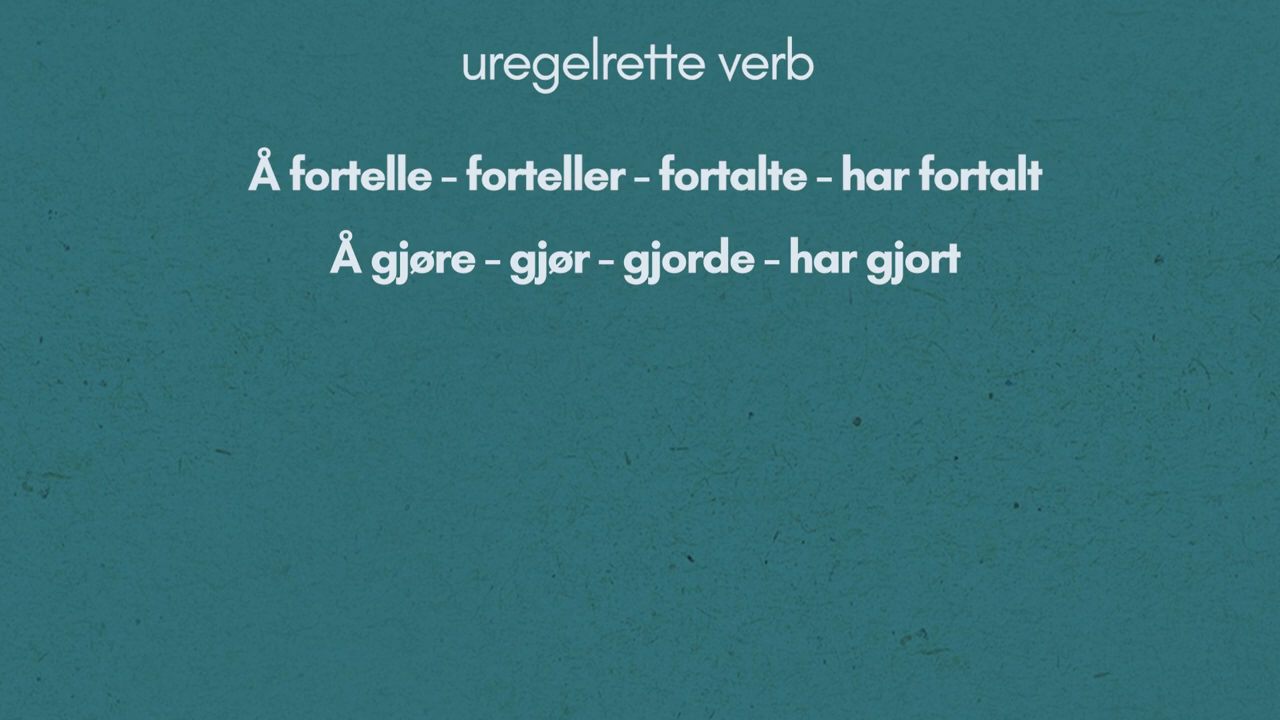 uregelrette verb
Å fortelle - forteller - fortalte - har fortalt
Å gjøre - gjør - gjorde - har gjort